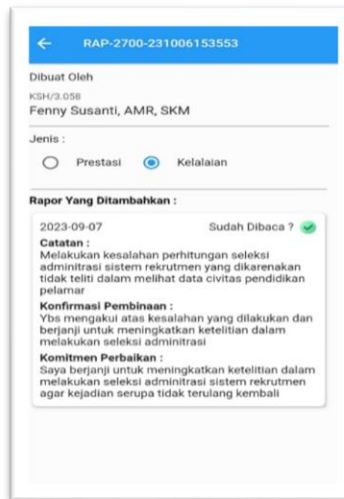 RAP-2700-231006153553
Dibuat Oleh
KSH/3.058
Fenny Susanti, AMR, SKM
Jenis :
Prestasi Kelalaian
Rapor Yang Ditambahkan :
2023-09-07 Sudah Dibaca ?
Catatan :
Melakukan kesalahan perhitungan seleksi
adminitrasi sistem rekrutmen yang dikarenakan
tidak teliti dalam melihat data civitas pendidikan
pelamar
Konfirmasi Pembinaan :
Ybs mengakui atas kesalahan yang dilakukan dan
berjanji untuk meningkatkan ketelitian dalam
melakukan seleksi adminitrasi
Komitmen Perbaikan :
Saya berjanji untuk meningkatkan ketelitian dalam
melakukan seleksi adminitrasi sistem rekrutmen
agar kejadian serupa tidak terulang kembali